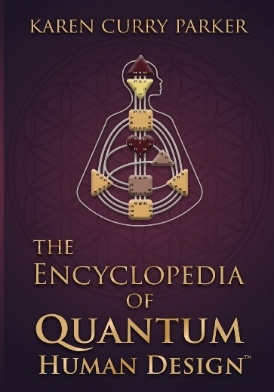 KAREN CURRY PARKER
THE
ENCYCLOPEDIA
OF
QUANTUM
HUMAN DESIGN™